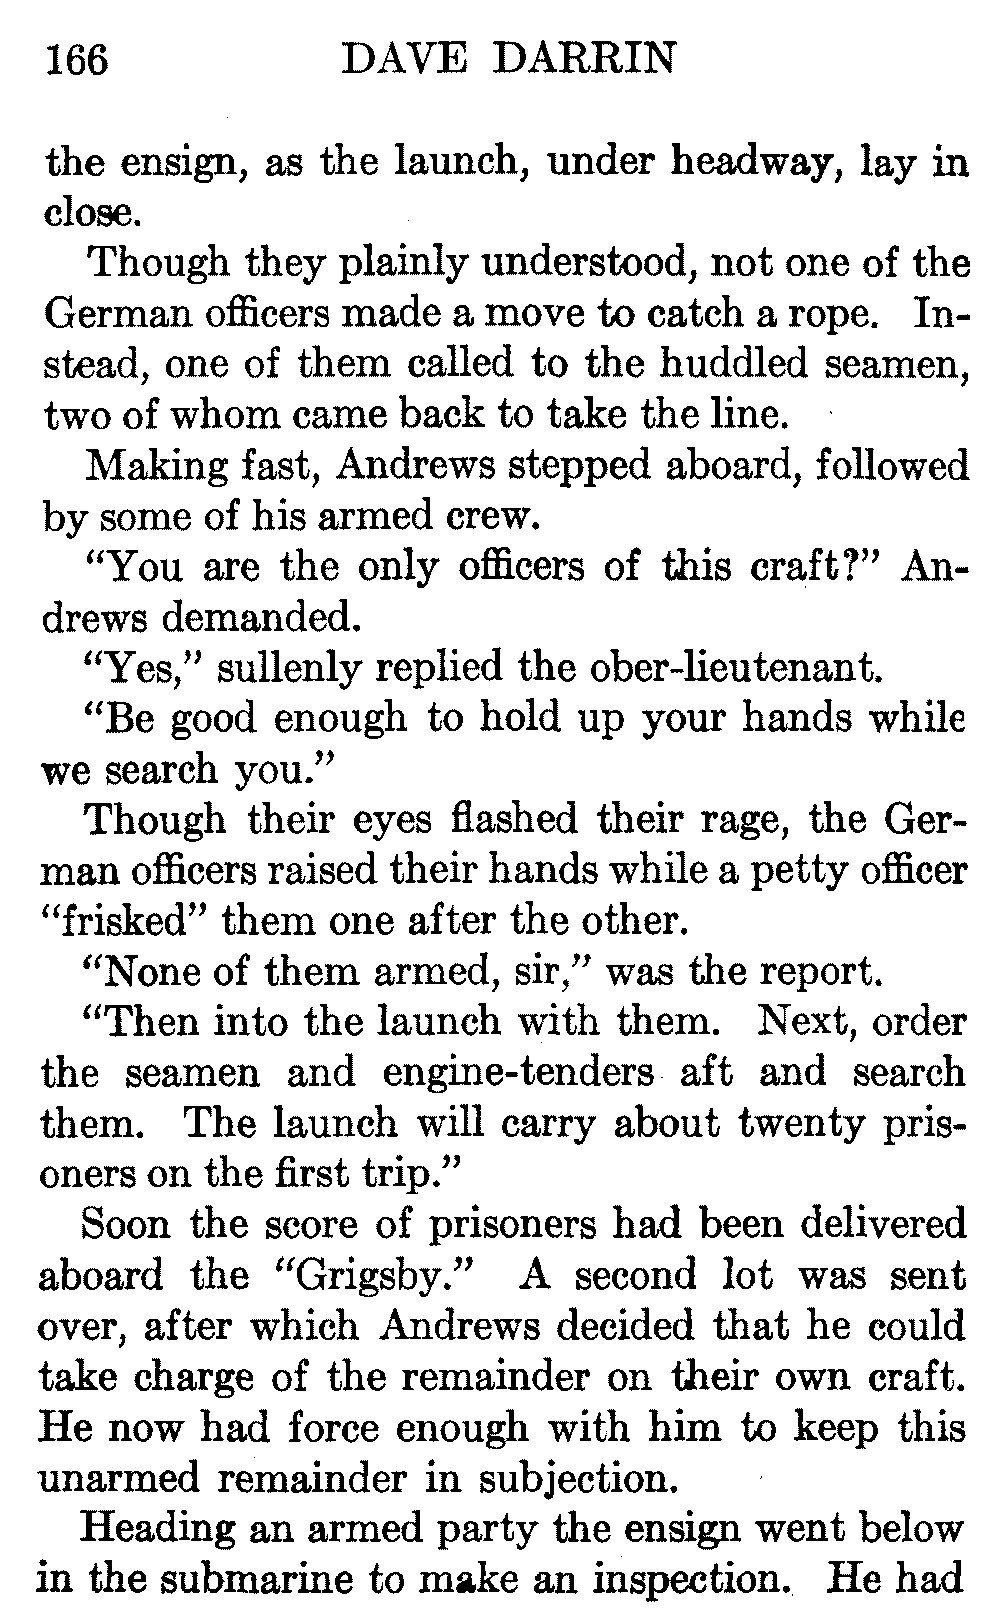 166 DAVE DARRIN
the ensign, as the launch, under headway, lay in
close.
Though they plainly understood, not one of the
German officers made a move to catch a rope. In-
stead, one of them called to the huddled seamen,
two of whom came back to take the line.
Making fast, Andrews stepped aboard, followed
by some of his armed crew.
“You are the only officers of this craft?” An-
drews demanded.
“Yes,” sullenly replied the ober-lieutenant.
“Be good enough to hold up your hands while
we search you.”
Though their eyes flashed their rage, the Ger-
man officers raised their hands while a petty officer
“frisked” them one after the other.
“None of them armed, sir,” was the report.
“Then into the launch with them. Next, order
the seamen and engine-tenders aft and search
them. The launch will carry about twenty pris-
oners on the first trip.”
Soon the score of prisoners had been delivered
aboard the “Grigsby.” A second lot was sent
over, after which Andrews decided that he could
take charge of the remainder on their own craft.
He now had force enough with him to keep this
unarmed remainder in subjection.
Heading an armed party the ensign went below
in the submarine to make an inspection. He had